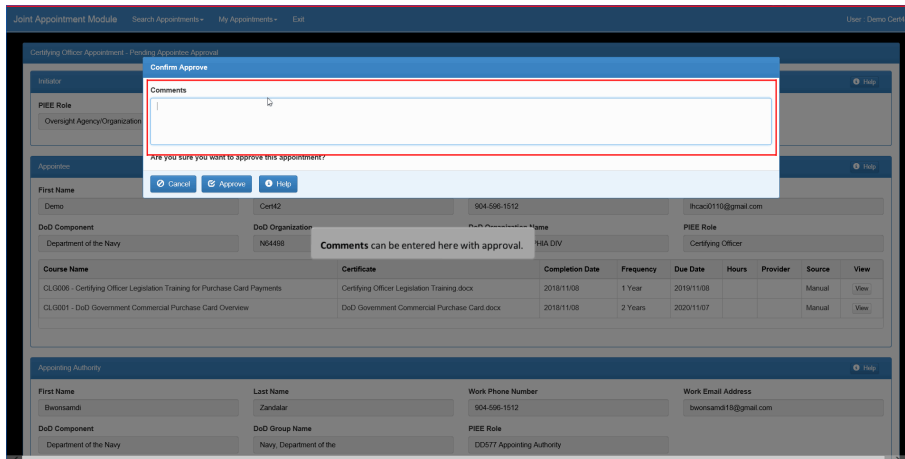 Joint Appointment Module Search Appointments My Appointments Exit User : Demo Cert4
Certifying Officer Appointment - Pending Appointee Approval
Confirm Approve
Initiator Help
Comments
PIEE Role
Oversight Agency/Organization
Are you sure you want to approve this appointment?
Appointee Help
Cancel Approve Help
First Name
Demo Cert42 904-596-1512 lhcaci0110@gmail.com
DoD Component DoD Organization DoD Organization Name PIEE Role
Department of the Navy N64498 PHIA DIV Certifying Officer
Comments can be entered here with approval.
Course Name Certificate Completion Date Frequency Due Date Hours Provider Source View
CLG006 - Certifying Officer Legislation Training for Purchase Card Payments Certifying Officer Legislation Training.docx 2018/11/08 1 Year 2019/11/08 Manual View
CLG001 - DoD Government Commercial Purchase Card Overview DoD Government Commercial Purchase Card.docx 2018/11/08 2 Years 2020/11/07 Manual View
Appointing Authority Help
First Name Last Name Work Phone Number Work Email Address
Bwonsamdi Zandalar 904-596-1512 bwonsamdi18@gmail.com
DoD Component DoD Group Name PIEE Role
Department of the Navy Navy, Department of the DD577 Appointing Authority